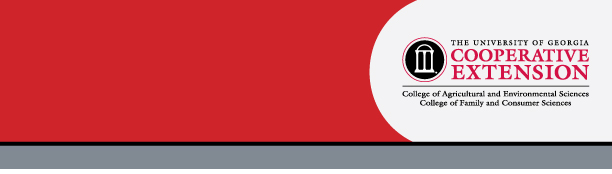 THE UNIVERSITY OF GEORGIA
COOPERATIVE
EXTENSION
College of Agricultural and Environmental Sciences
College of Family and Consumer Sciences